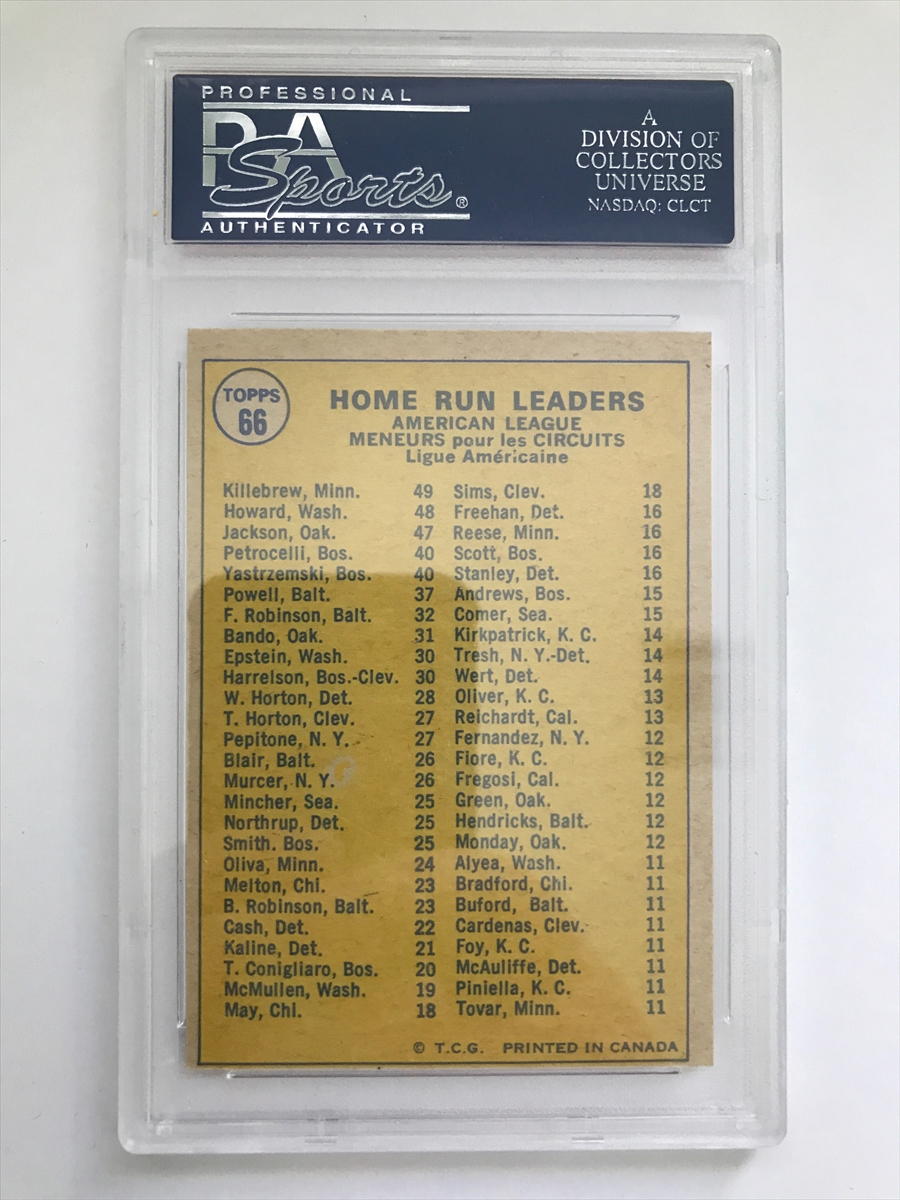 PROFESSIONAL
PSA
Sports ®
AUTHENTICATOR
A
DIVISION OF
COLLECTORS
UNIVERSE
NASDAQ: CLCT
TOPPS
66
HOME RUN LEADERS
AMERICAN LEAGUE
MENEURS pour les CIRCUITS
Ligue Américaine
Killebrew, Minn. 49
Howard, Wash. 48
Jackson, Oak. 47
Petrocelli, Bos. 40
Yastrzemski, Bos. 40
Powell, Balt. 37
F. Robinson, Balt. 32
Bando, Oak. 31
Epstein, Wash. 30
Harrelson, Bos.-Clev. 30
W. Horton, Det. 28
T. Horton, Clev. 27
Pepitone, N. Y. 27
Blair, Balt. 26
Murcer, N. Y. 26
Mincher, Sea. 25
Northrup, Det. 25
Smith. Bos. 25
Oliva, Minn. 24
Melton, Chi. 23
B. Robinson, Balt. 23
Cash, Det. 22
Kaline, Det. 21
T. Conigliaro, Bos. 20
McMullen, Wash. 19
May, Chi. 18
Sims, Clev. 18
Freehan, Det. 16
Reese, Minn. 16
Scott, Bos. 16
Stanley, Det. 16
Andrews, Bos. 15
Comer, Sea. 15
Kirkpatrick, K. C. 14
Tresh, N. Y.-Det. 14
Wert, Det. 14
Oliver, K. C. 13
Reichardt, Cal. 13
Fernandez, N. Y. 12
Fiore, K. C. 12
Fregosi, Cal. 12
Green, Oak. 12
Hendricks, Balt. 12
Monday, Oak. 12
Alyea, Wash. 11
Bradford, Chi. 11
Buford, Balt. 11
Cardenas, Clev. 11
Foy, K. C. 11
McAuliffe, Det. 11
Piniella, K. C. 11
Tovar, Minn. 11
© T.C.G. PRINTED IN CANADA